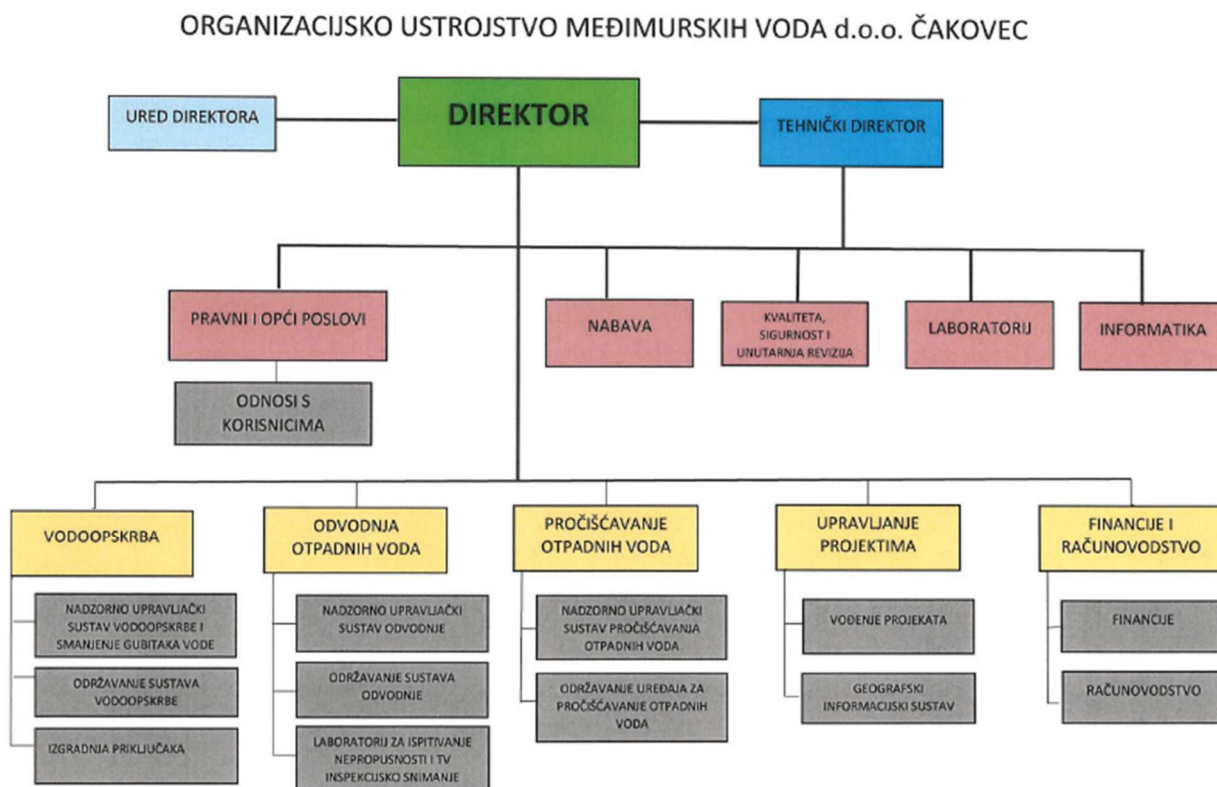 ORGANIZACIJSKO USTROJSTVO MEĐIMURSKIH VODA d.o.o. ČAKOVEC
URED DIREKTORA
DIREKTOR
TEHNIČKI DIREKTOR
PRAVNI I OPĆI POSLOVI
NABAVA
KVALITETA,
SIGURNOST I
UNUTARNJA REVIZIJA
LABORATORIJ
INFORMATIKA
ODNOSI S
KORISNICIMA
VODOOPSKRBA
NADZORNO UPRAVLJAČKI
SUSTAV VODOOPSKRBE I
SMANJENJE GUBITAKA VODE
ODRŽAVANJE SUSTAVA
VODOOPSKRBE
IZGRADNJA PRIKLJUČAKA
ODVODNJA
OTPADNIH VODA
NADZORNO UPRAVLJAČKI
SUSTAV ODVODNJE
ODRŽAVANJE SUSTAVA
ODVODNJE
LABORATORIJ ZA ISPITIVANJE
NEPROPUSNOSTI I TV
INSPEKCIJSKO SNIMANJE
PROČIŠĆAVANJE
OTPADNIH VODA
NADZORNO UPRAVLJAČKI
SUSTAV PROČIŠĆAVANJA
OTPADNIH VODA
ODRŽAVANJE UREĐAJA ZA
PROČIŠĆAVANJE OTPADNIH
VODA
UPRAVLJANJE
PROJEKTIMA
VOĐENJE PROJEKATA
GEOGRAFSKI
INFORMACIJSKI SUSTAV
FINANCIJE I
RAČUNOVODSTVO
FINANCIJE
RAČUNOVODSTVO